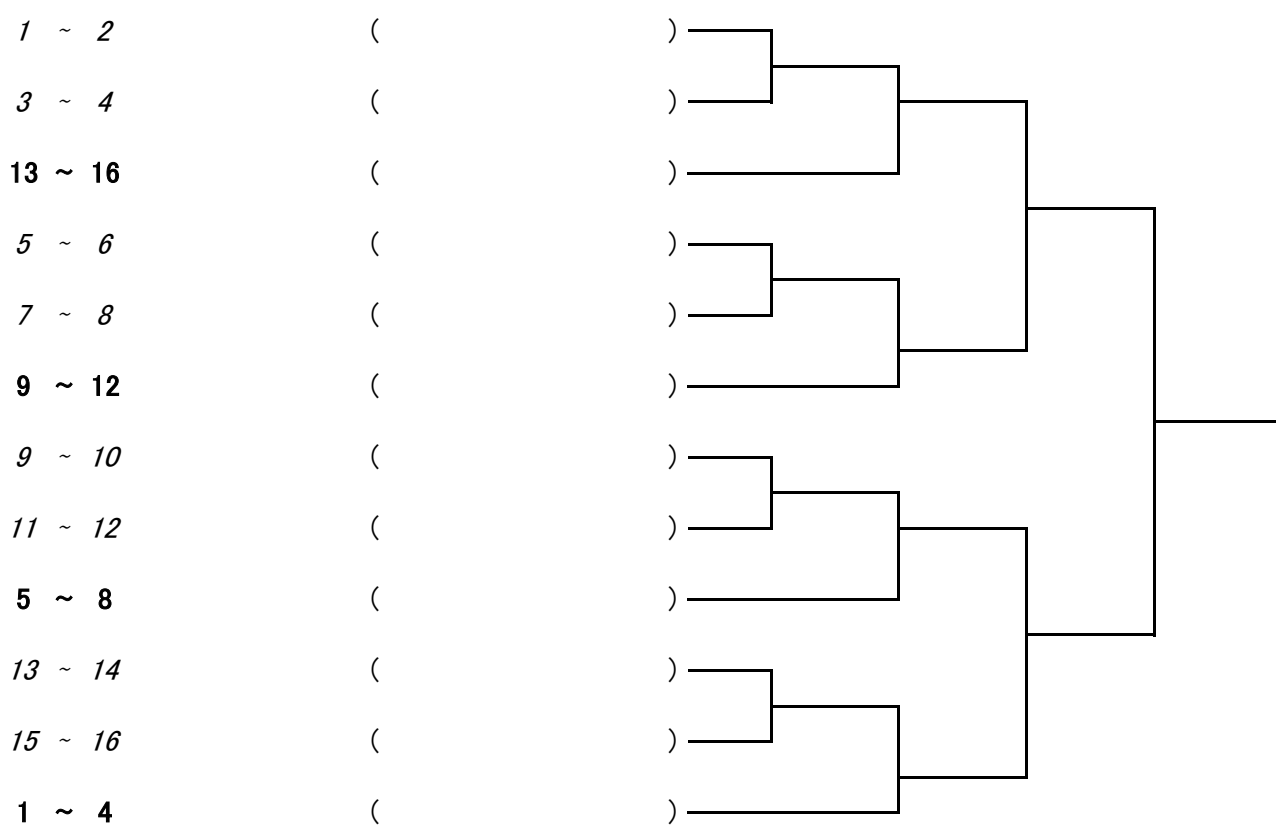 1 ~ 2 ( )
3 ~ 4 ( )
13 ~ 16 ( )
5 ~ 6 ( )
7 ~ 8 ( )
9 ~ 12 ( )
9 ~ 10 ( )
11 ~ 12 ( )
5 ~ 8 ( )
13 ~ 14 ( )
15 ~ 16 ( )
1 ~ 4 ( )